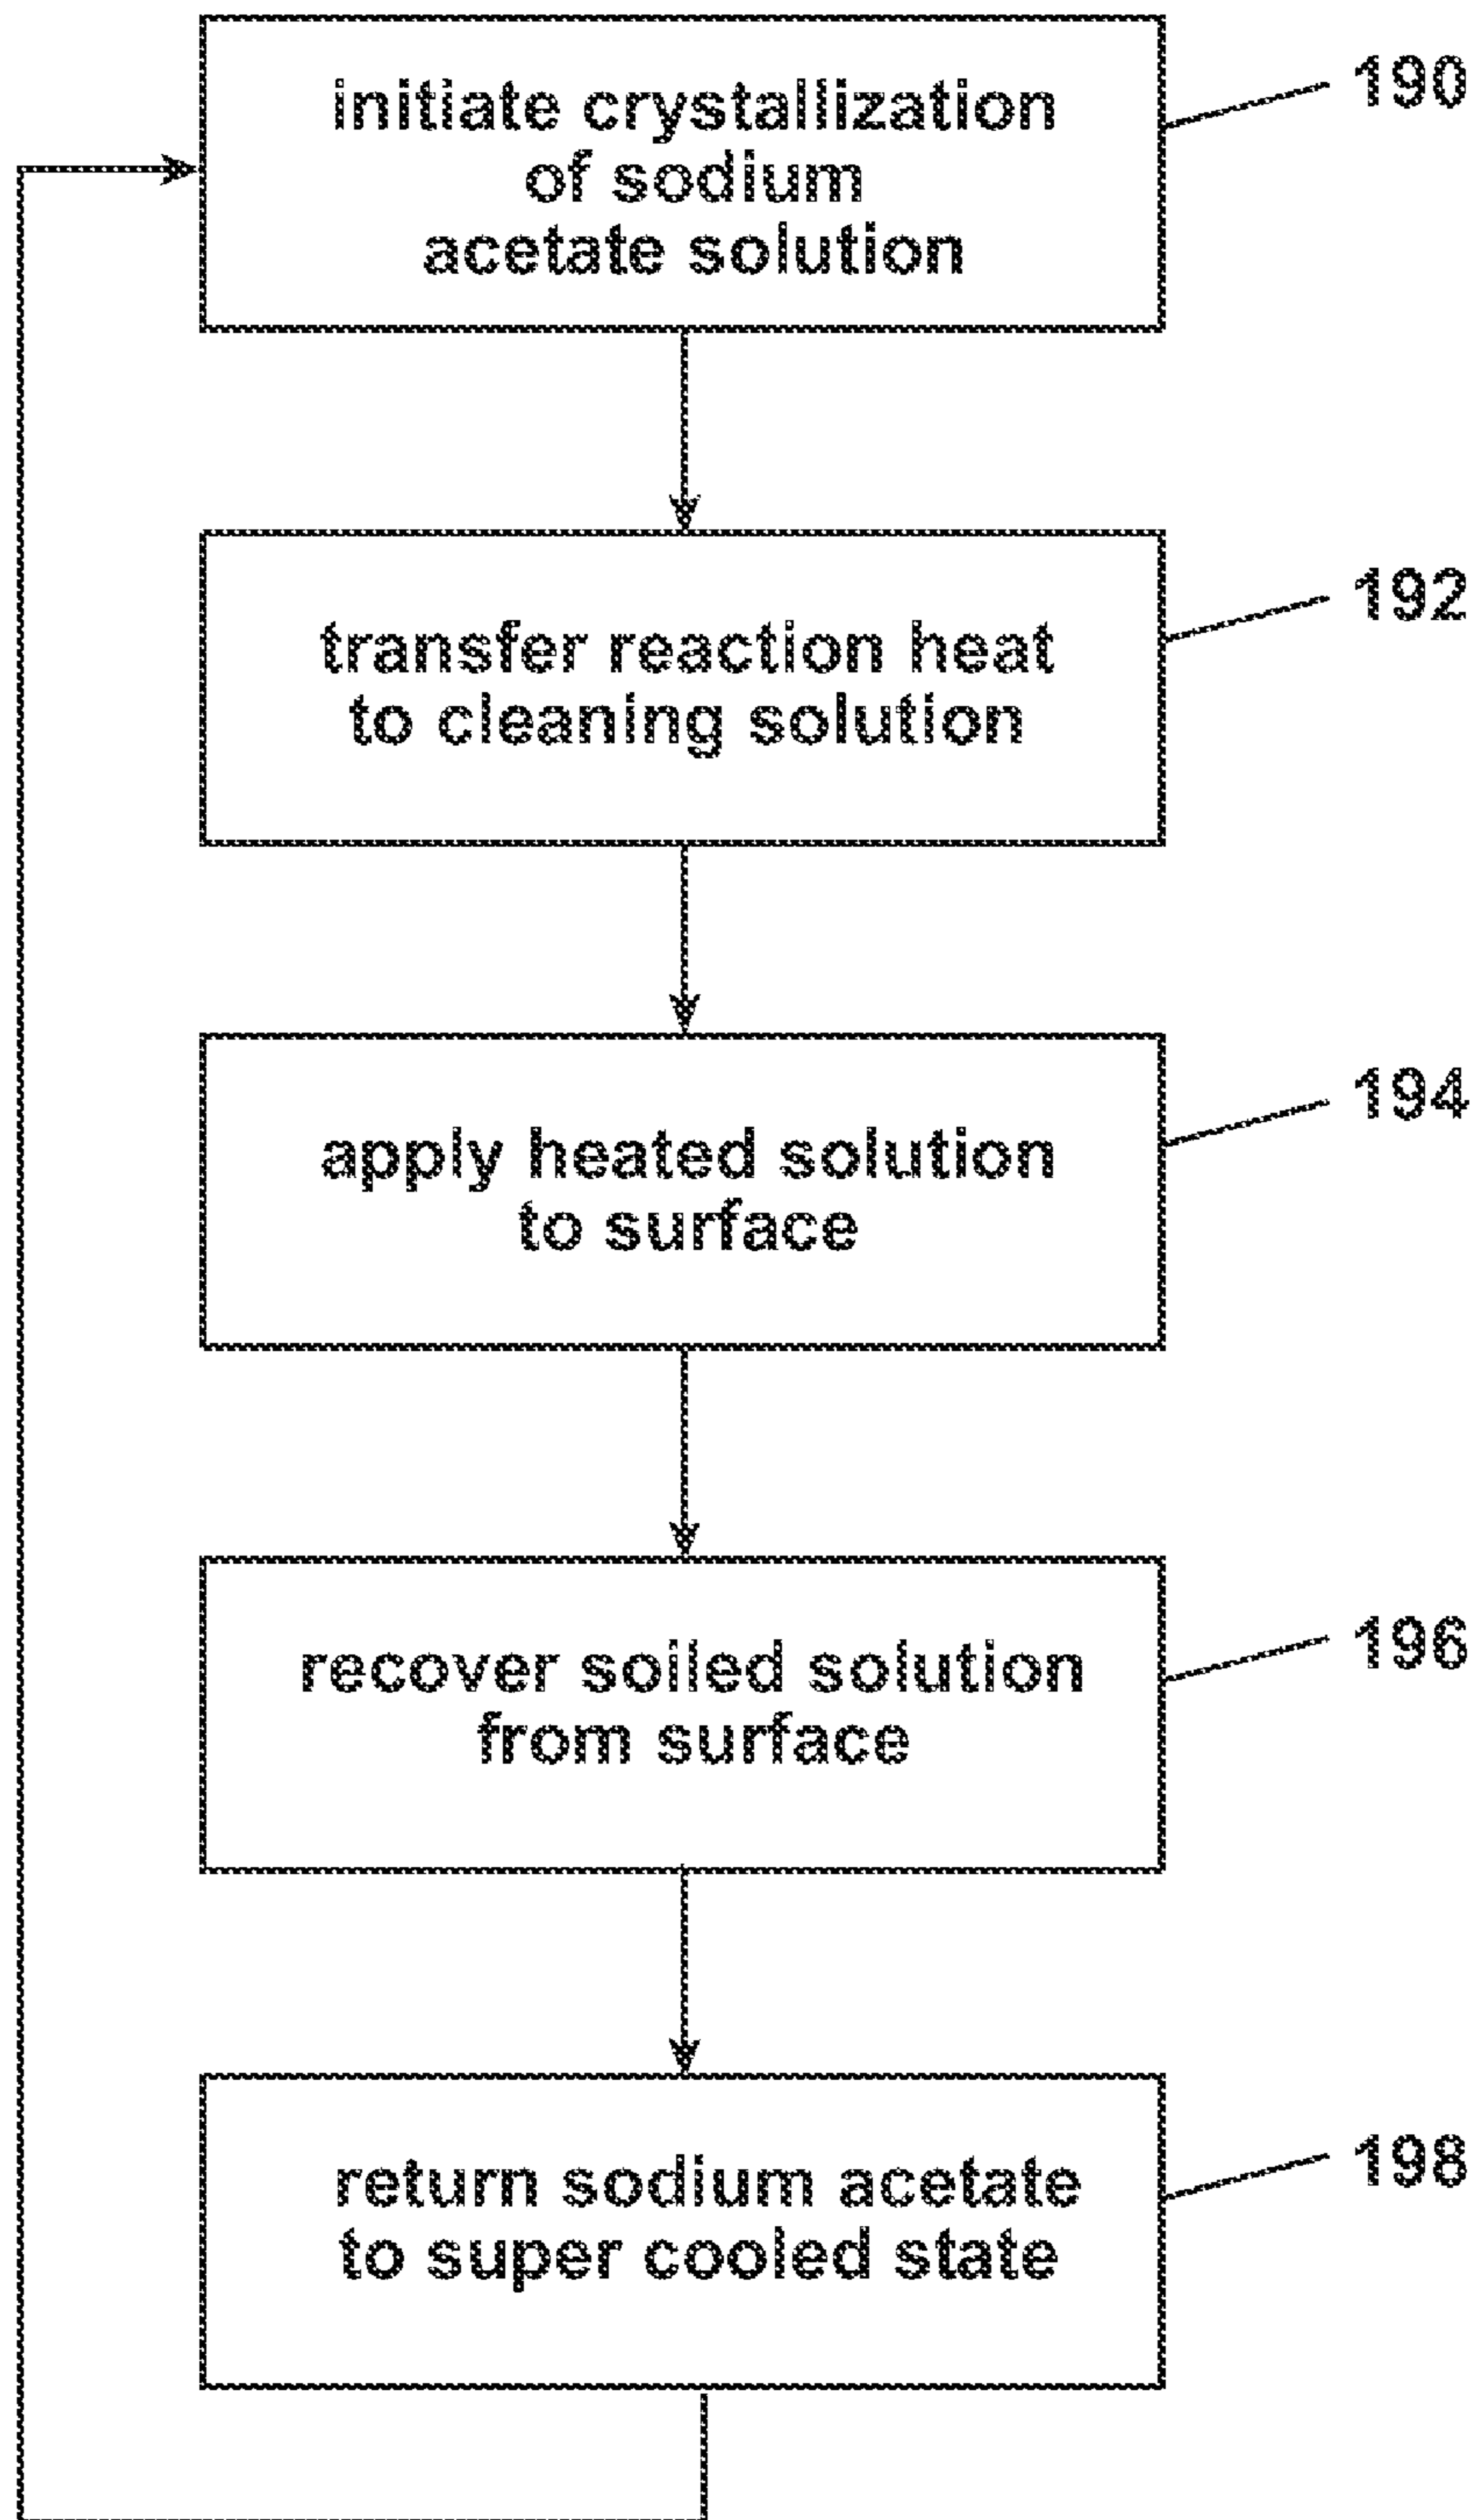 initiate crystallization
of sodium
acetate solution
190
transfer reaction heat
to cleaning solution
192
apply heated solution
to surface
194
recover soiled solution
from surface
196
return sodium acetate
to super cooled state
198